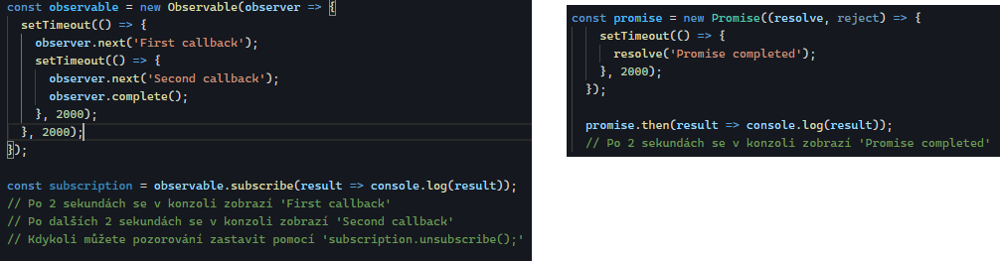 const observable = new Observable(observer => {
  setTimeout(() => {
    observer.next('First callback');
    setTimeout(() => {
      observer.next('Second callback');
      observer.complete();
    }, 2000);
  }, 2000);
});

const subscription = observable.subscribe(result => console.log(result));
// Po 2 sekundách se v konzoli zobrazí 'First callback'
// Po dalších 2 sekundách se v konzoli zobrazí 'Second callback'
// Kdykoli můžete pozorování zastavit pomocí 'subscription.unsubscribe();'

const promise = new Promise((resolve, reject) => {
    setTimeout(() => {
      resolve('Promise completed');
    }, 2000);
  });

  promise.then(result => console.log(result));
  // Po 2 sekundách se v konzoli zobrazí 'Promise completed'